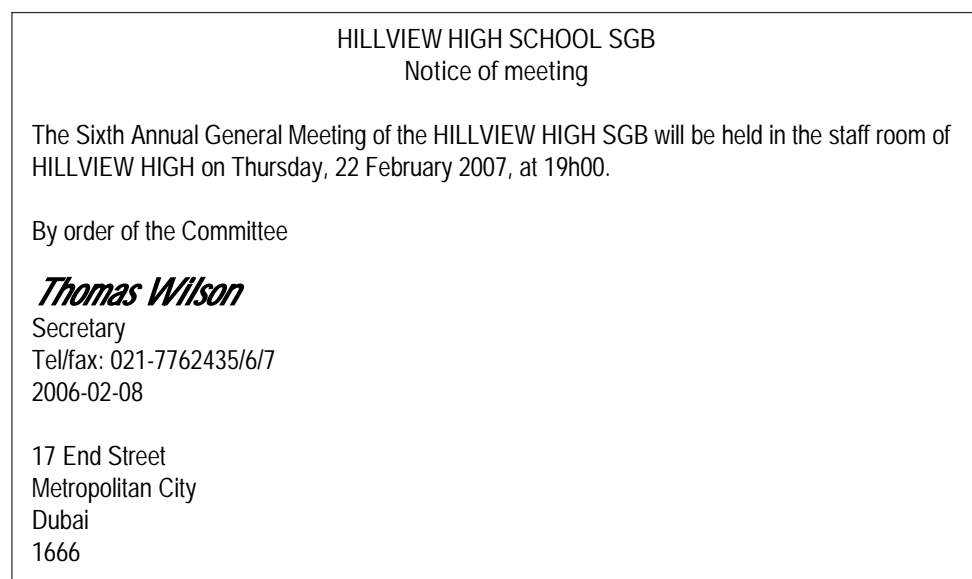 HILLVIEW HIGH SCHOOL SGB
Notice of meeting
The Sixth Annual General Meeting of the HILLVIEW HIGH SGB will be held in the staff room of
HILLVIEW HIGH on Thursday, 22 February 2007, at 19h00.
By order of the Committee
Thomas Wilson
Secretary
Tel/fax: 021-7762435/6/7
2006-02-08
17 End Street
Metropolitan City
Dubai
1666